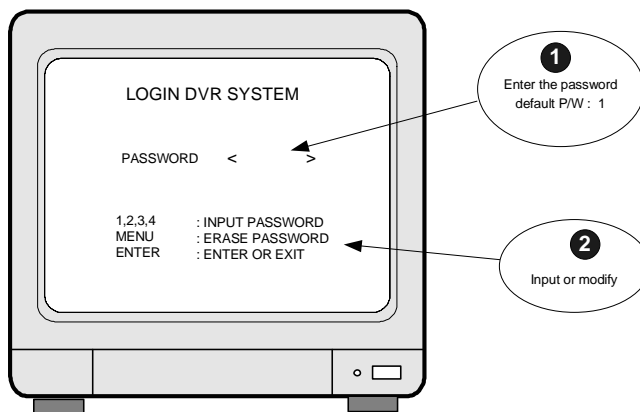 LOGIN DVR SYSTEM
PASSWORD < >
1,2,3,4 : INPUT PASSWORD
MENU : ERASE PASSWORD
ENTER : ENTER OR EXIT
1
Enter the password
default P/W : 1
2
Input or modify